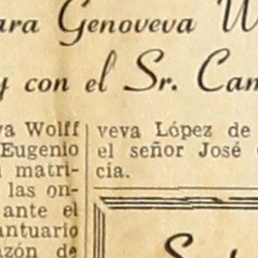 ara Genoveva W
y con el Sr. Cam
va Wolff
Eugenio
matri-
las on-
ante el
antuario
azón de
veva López de
el señor José
cía.